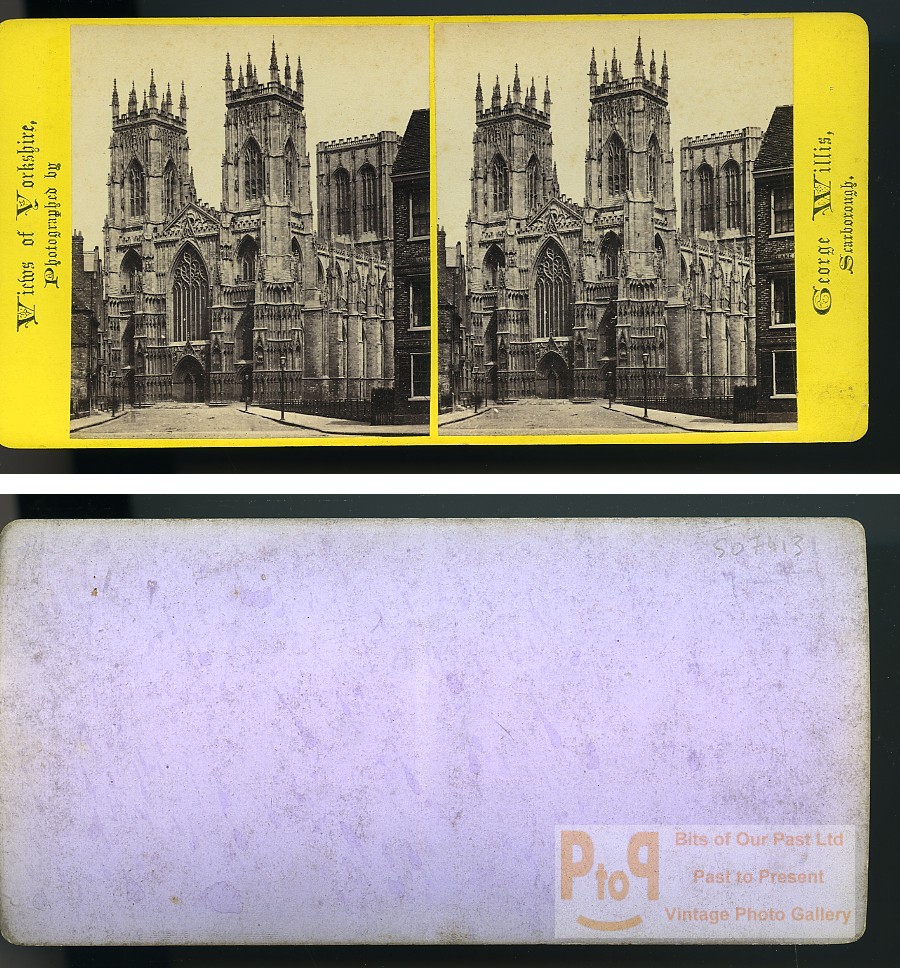 Views of Yorkshire,
Photographed by
George Willis,
Scarborough.
507413
PtoP
Bits of Our Past Ltd
Past to Present
Vintage Photo Gallery